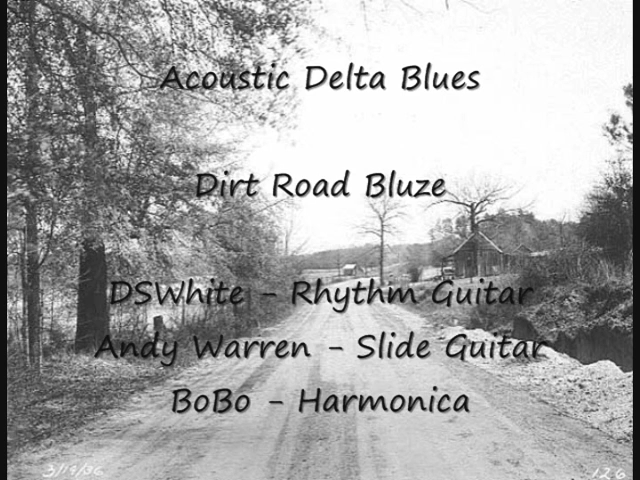 Acoustic Delta Blues
Dirt Road Bluze
DSWhite - Rhythm Guitar
Andy Warren - Slide Guitar
BoBo - Harmonica
3/19/36
126